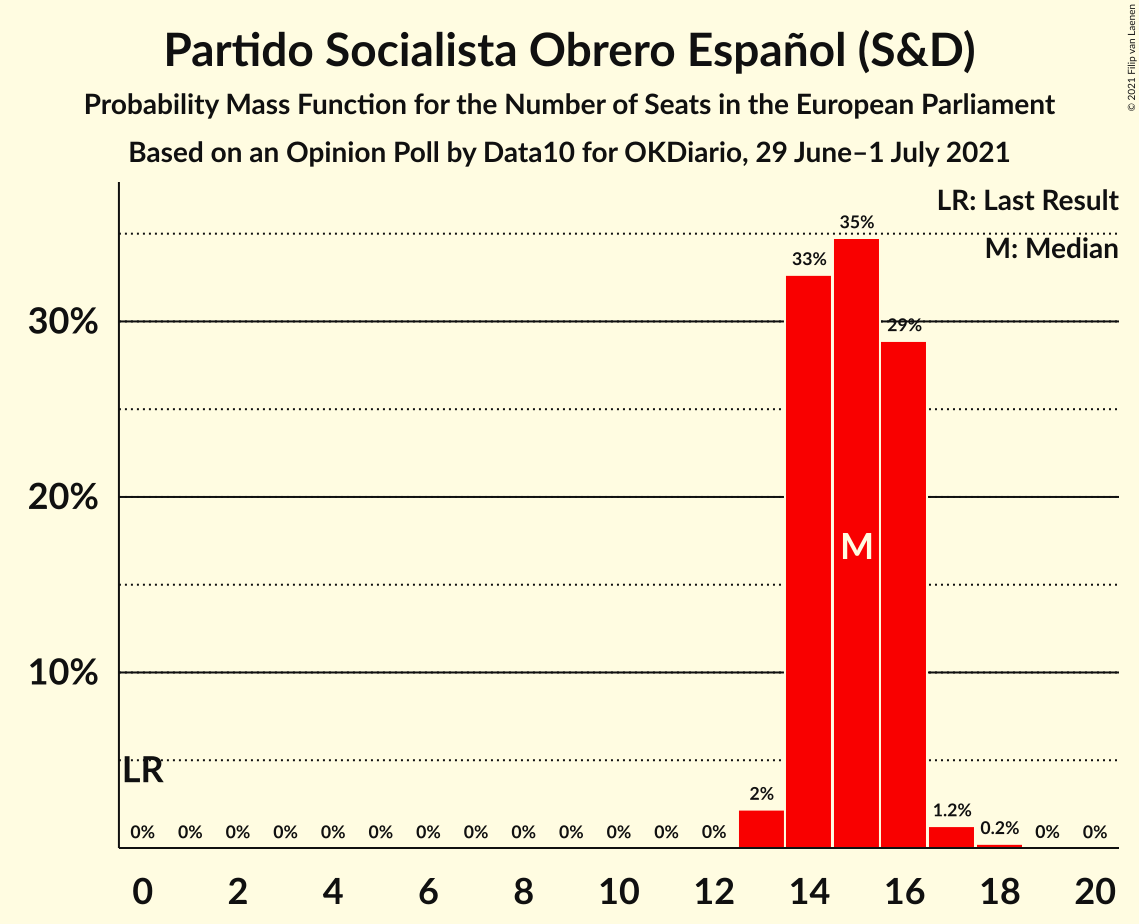 Partido Socialista Obrero Español (S&D)
Probability Mass Function for the Number of Seats in the European Parliament
Based on an Opinion Poll by Data10 for OKDiario, 29 June–1 July 2021
© 2021 Filip van Laenen
LR: Last Result
M: Median
35%
33%
30%
29%
20%
M
10%
LR
2%
1.2%
0.2%
0% 0% 0% 0% 0% 0% 0% 0% 0% 0% 0% 0% 0% 0% 0%
0 2 4 6 8 10 12 14 16 18 20